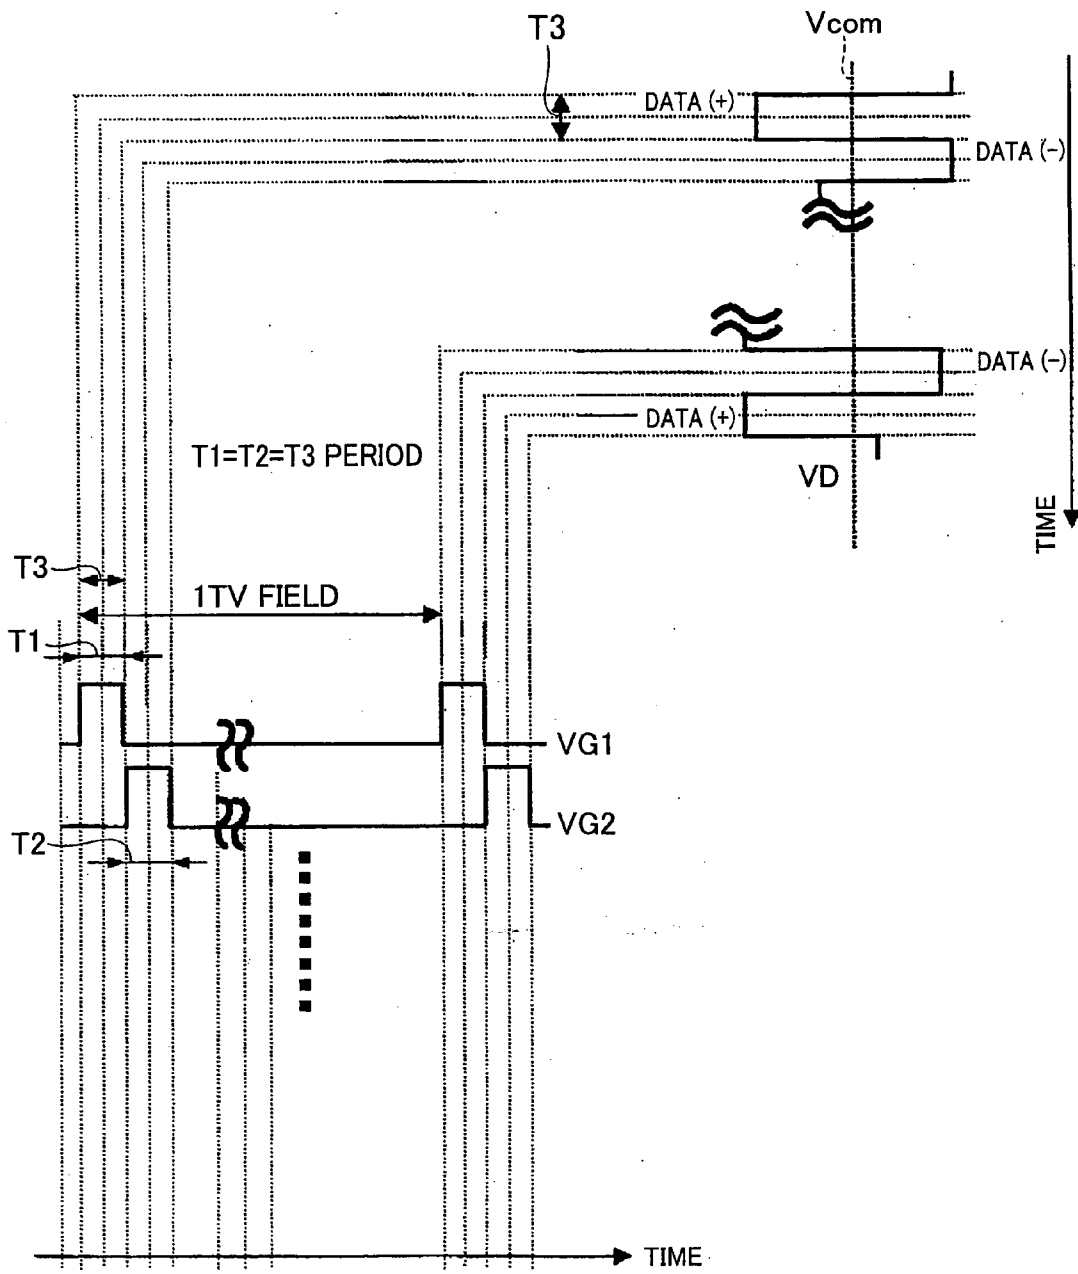 T3
Vcom
DATA (+)
DATA (-)
DATA (-)
DATA (+)
T1=T2=T3 PERIOD
VD
TIME
T3
1TV FIELD
T1
VG1
VG2
T2
TIME